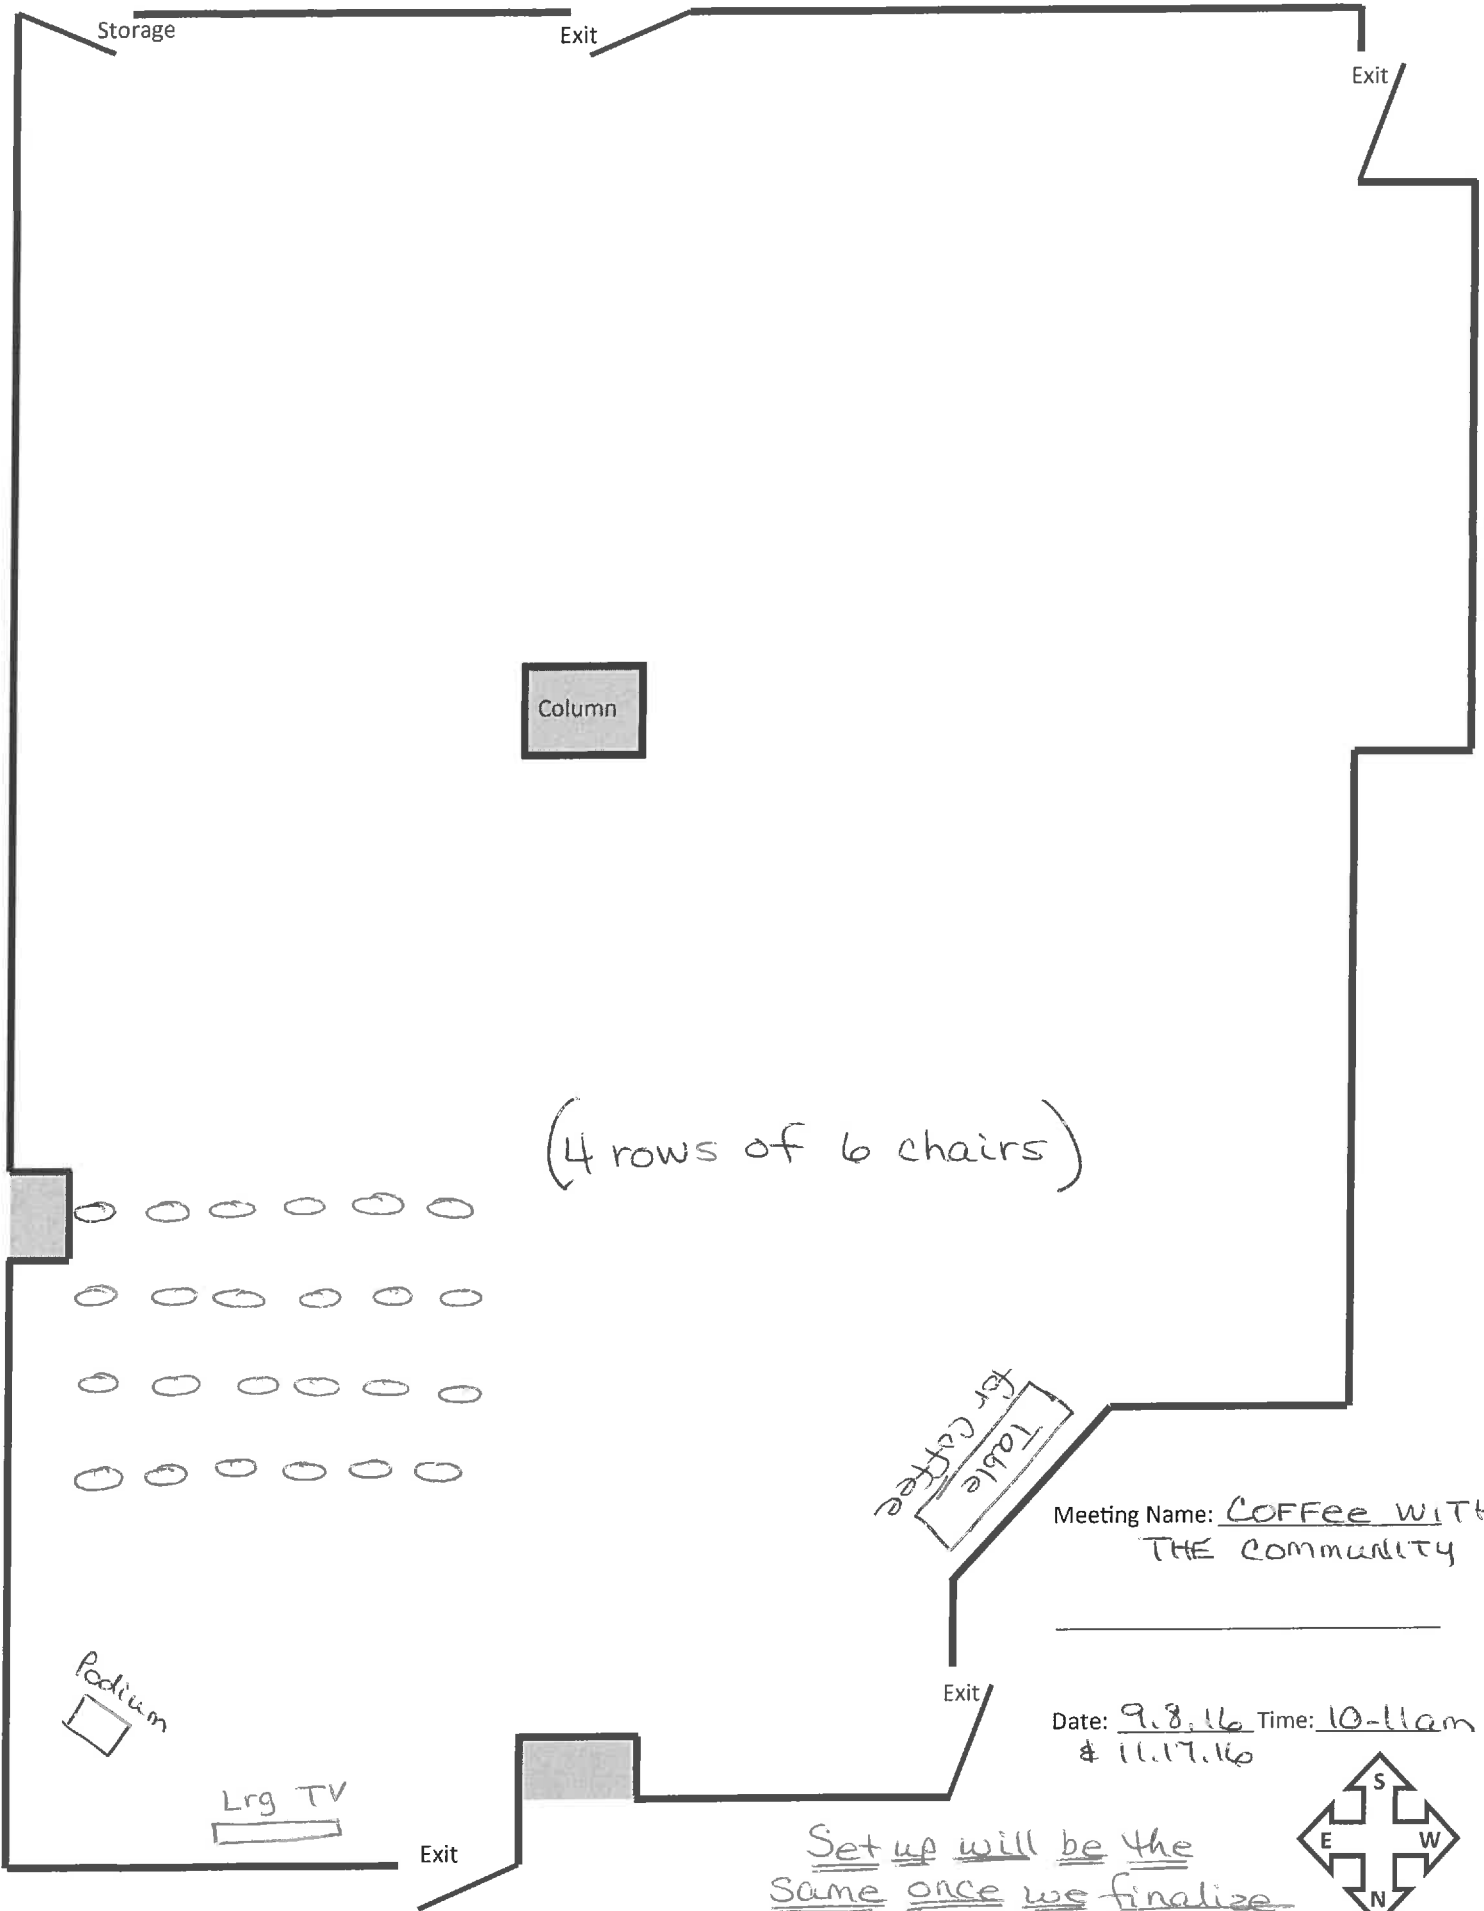 Storage
Exit
Exit
Column
(4 rows of 6 chairs)
Table
for Coffee
Meeting Name: COFFee WITH
THE COMMUNITY
Podium
Exit
Date: 9.8.16 Time: 10-11am
& 11.17.16
Lrg TV
Exit
S
E W
N
Set up will be the
same once we finalize